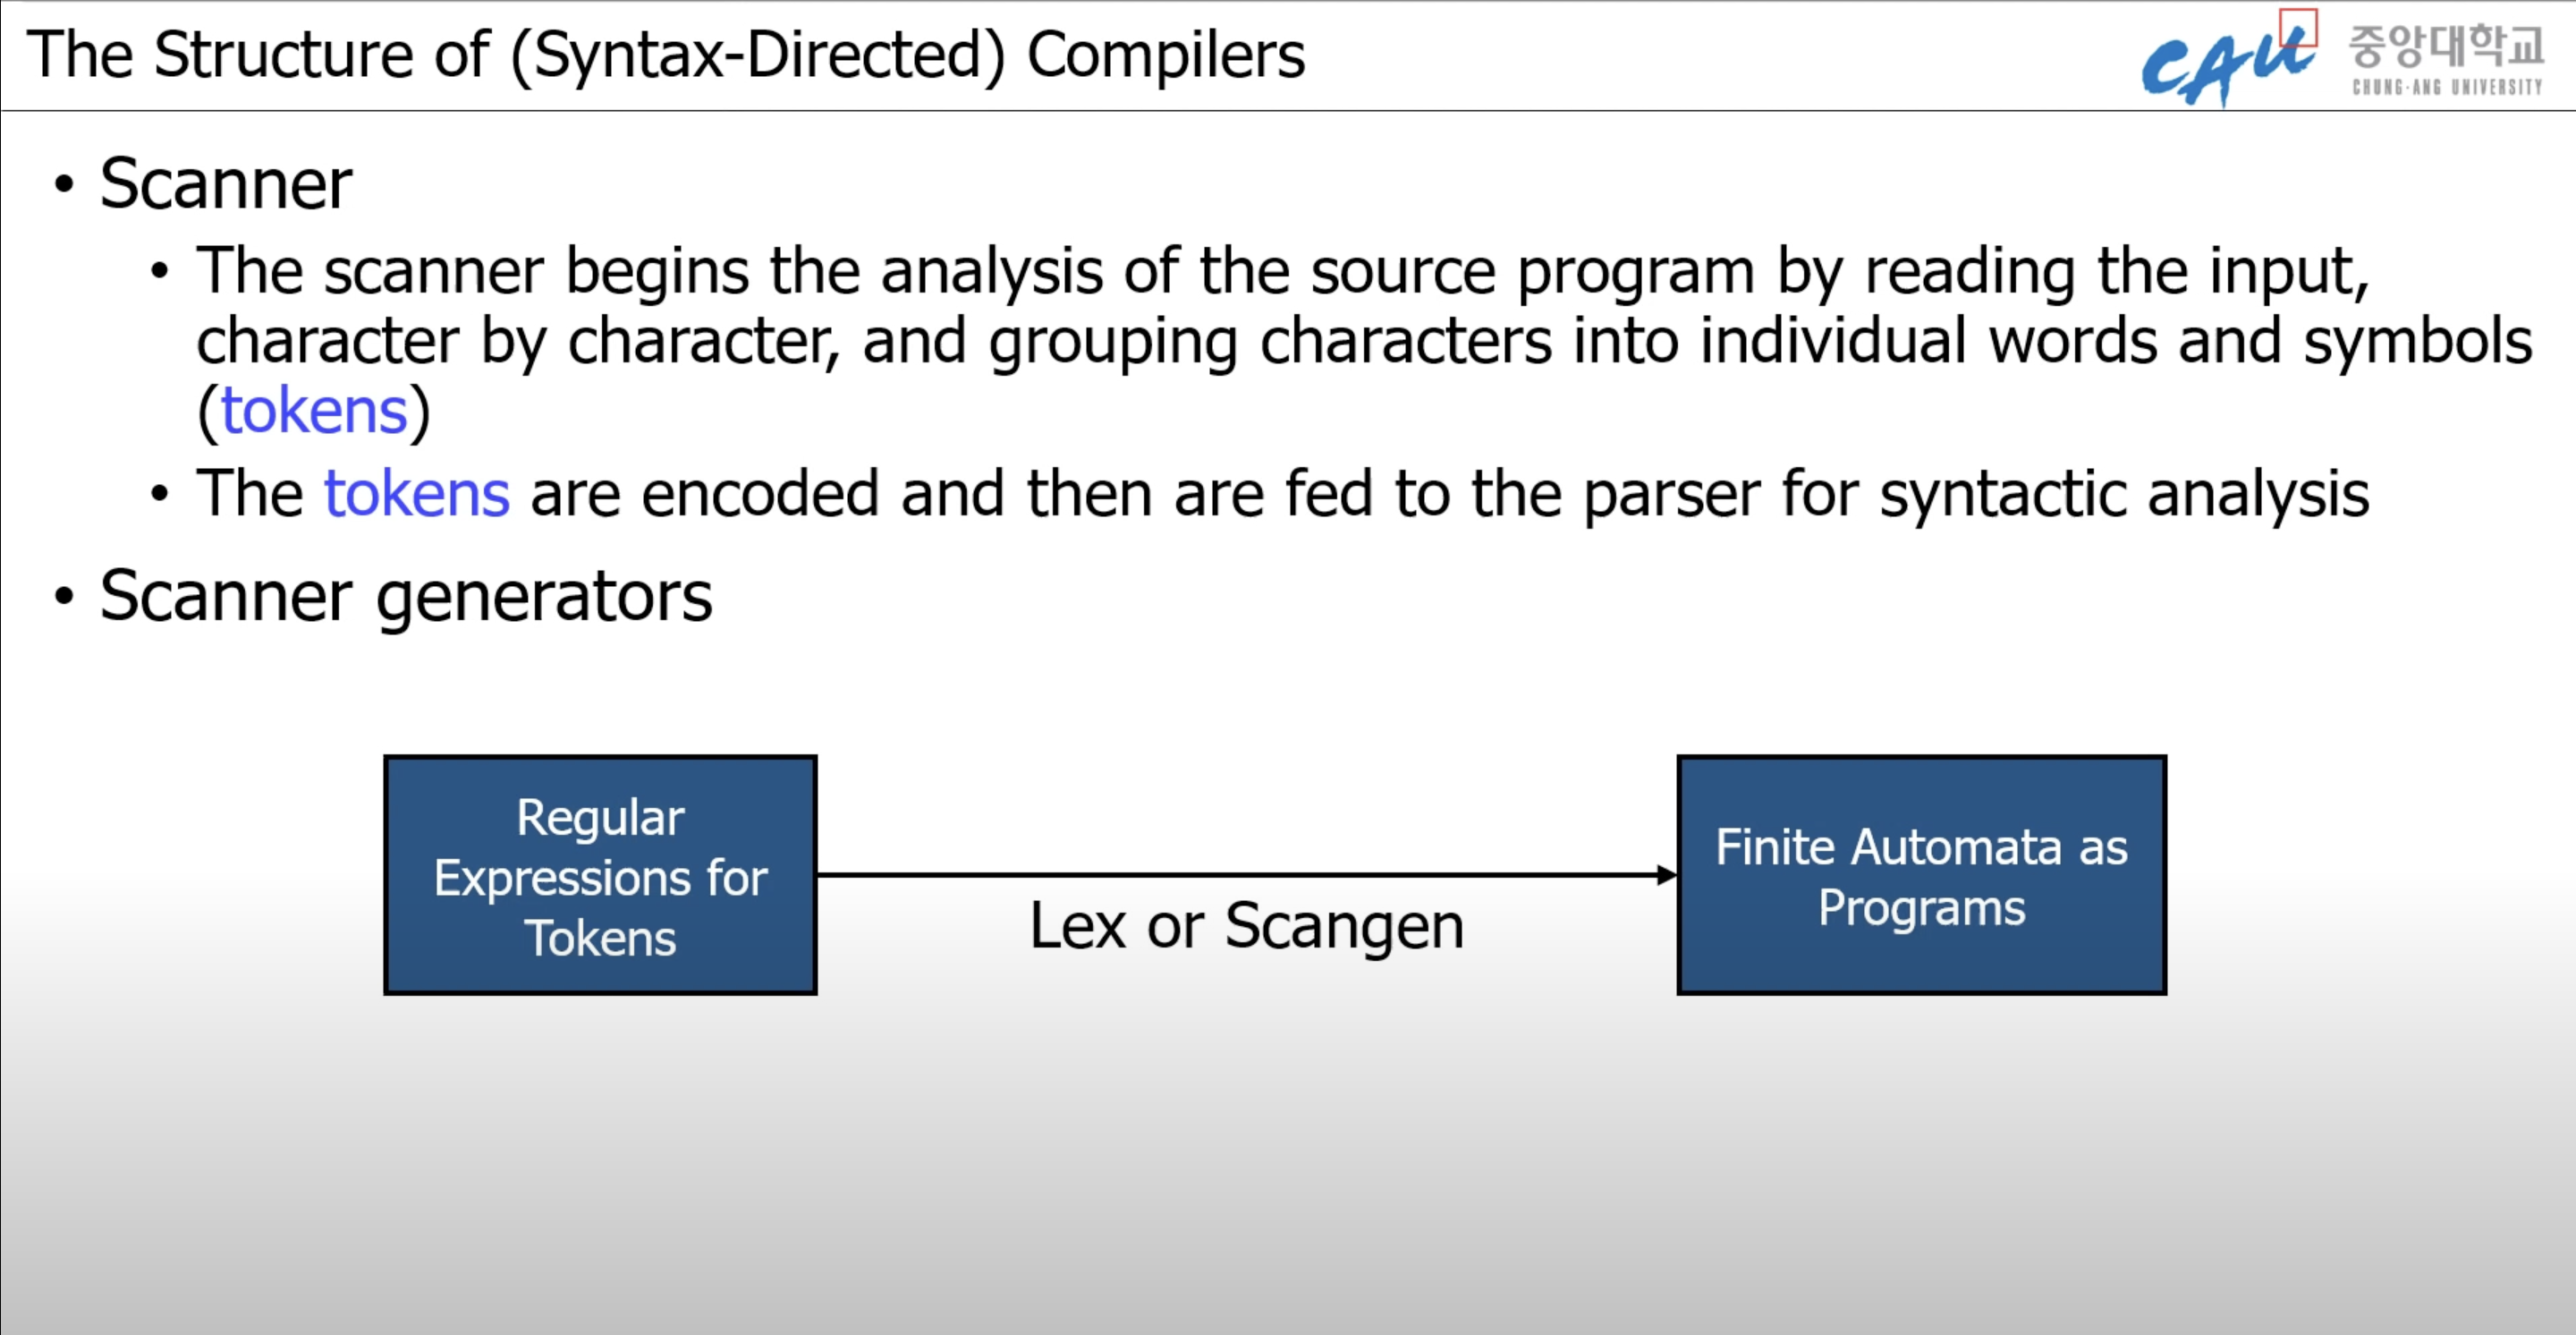 The Structure of (Syntax-Directed) Compilers
CAU
중앙대학교
CHUNG-ANG UNIVERSITY
• Scanner
• The scanner begins the analysis of the source program by reading the input,
character by character, and grouping characters into individual words and symbols
(tokens)
• The tokens are encoded and then are fed to the parser for syntactic analysis
• Scanner generators
Regular
Expressions for
Tokens
Lex or Scangen
Finite Automata as
Programs